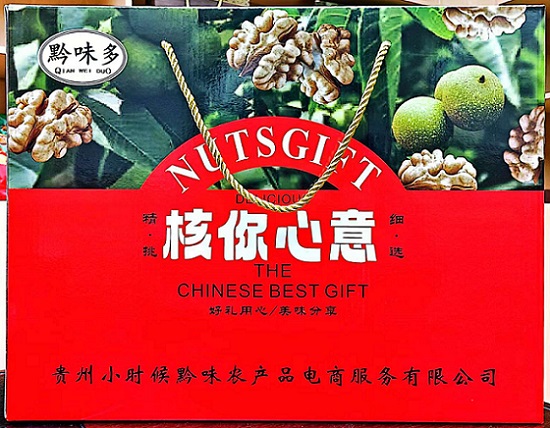 黔味多
QIAN WEI DUO
NUTSGIFT
DELICIOUS
精·挑
核你心意
细·选
THE
CHINESE BEST GIFT
好礼用心/美味分享
贵州小时候黔味农产品电商服务有限公司